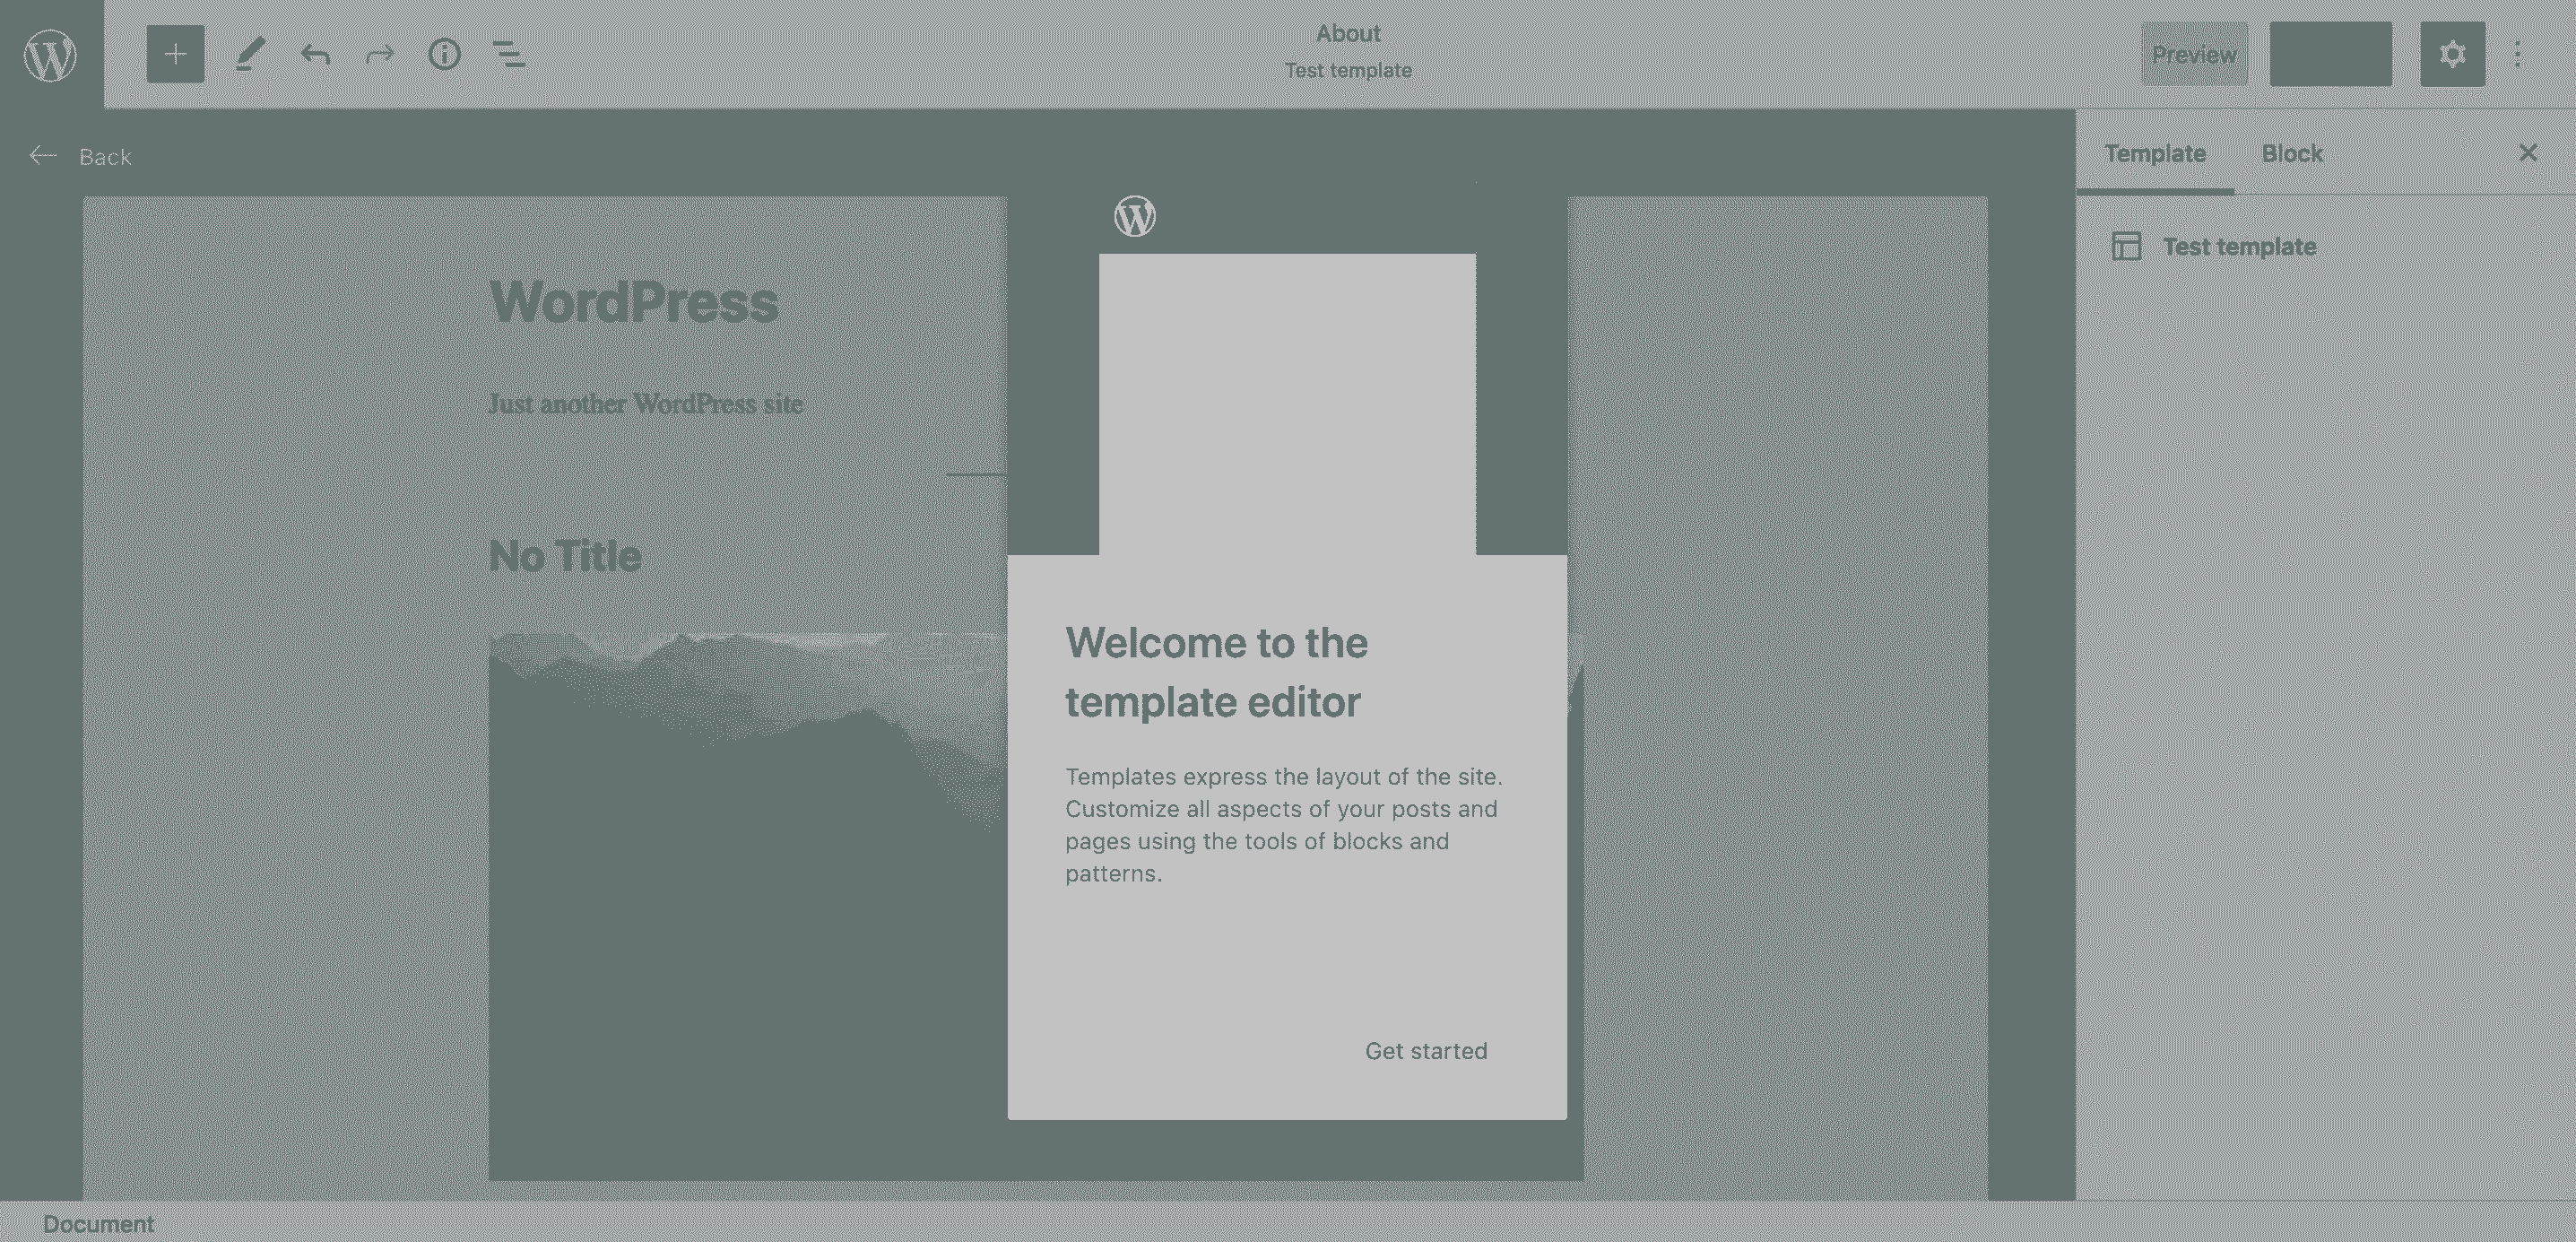 About
Test template
Preview
Back
Template
Block
Test template
WordPress
Just another WordPress site
No Title
Welcome to the
template editor
Templates express the layout of the site.
Customize all aspects of your posts and
pages using the tools of blocks and
patterns.
Get started
Document